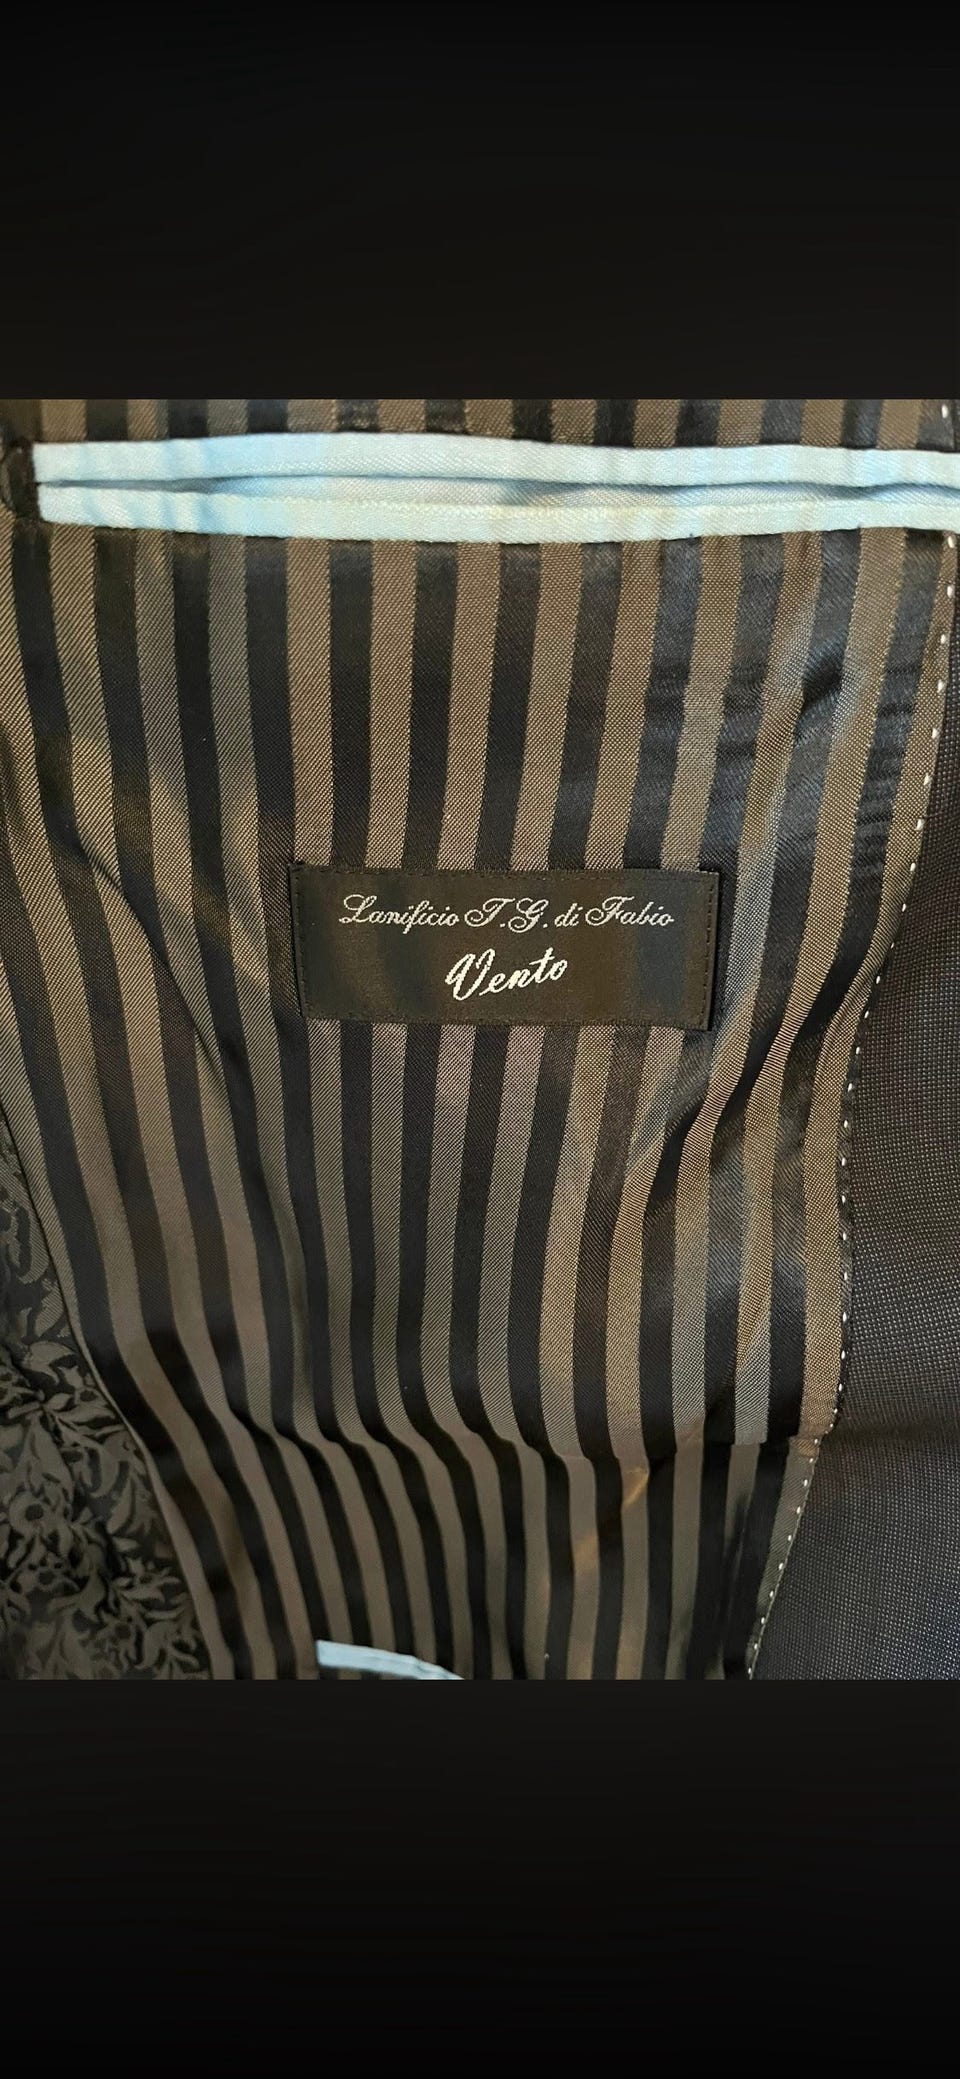 Lanificio T.G. di Fabio
Vento